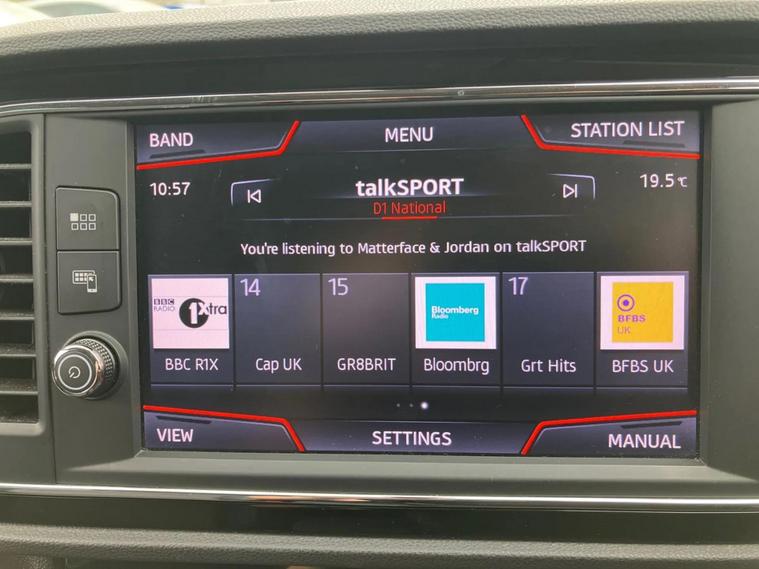 BAND
MENU
STATION LIST
10:57
talkSPORT
19.5 °C
D1 National
You're listening to Matterface & Jordan on talkSPORT
BBC
RADIO
1Xtra
14
15
Bloomberg
Radio
17
BFBS
UK
BBC R1X
Cap UK
GR8BRIT
Bloombrg
Grt Hits
BFBS UK
VIEW
SETTINGS
MANUAL